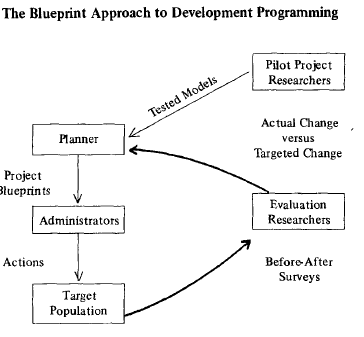 The Blueprint Approach to Development Programming
Pilot Project
Researchers
Tested Models
Actual Change
versus
Targeted Change
Planner
Project
Blueprints
Evaluation
Researchers
Administrators
Before-After
Surveys
Actions
Target
Population